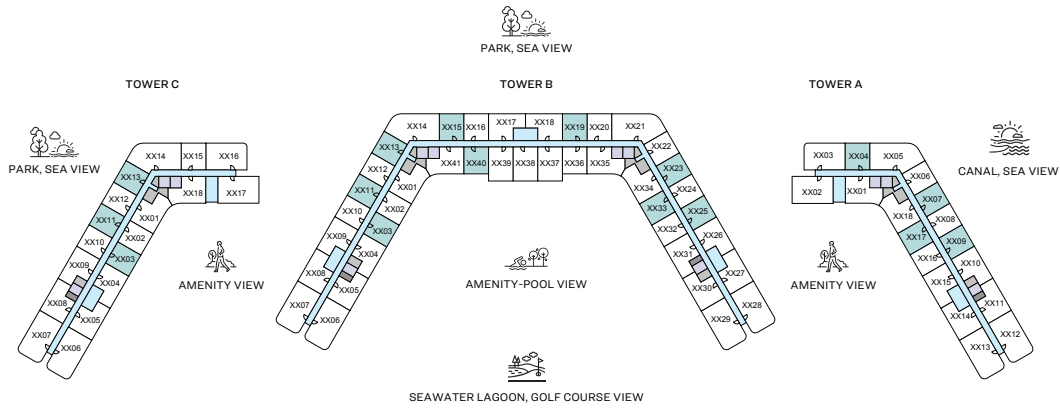 PARK, SEA VIEW
TOWER C
TOWER B
TOWER A
PARK, SEA VIEW
CANAL, SEA VIEW
XX14
XX15
XX16
XX13
XX12
XX11
XX10
XX09
XX08
XX07
XX06
XX05
XX04
XX03
XX02
XX01
XX18
XX17
AMENITY VIEW
XX14
XX15
XX16
XX17
XX18
XX19
XX20
XX21
XX13
XX12
XX11
XX10
XX09
XX08
XX07
XX06
XX05
XX04
XX03
XX02
XX01
XX41
XX40
XX39
XX38
XX37
XX36
XX35
XX22
XX23
XX24
XX25
XX26
XX27
XX28
XX29
XX30
XX31
XX32
XX33
XX34
AMENITY-POOL VIEW
XX03
XX04
XX05
XX02
XX01
XX06
XX07
XX08
XX09
XX10
XX11
XX12
XX13
XX14
XX15
XX16
XX17
XX18
AMENITY VIEW
SEAWATER LAGOON, GOLF COURSE VIEW